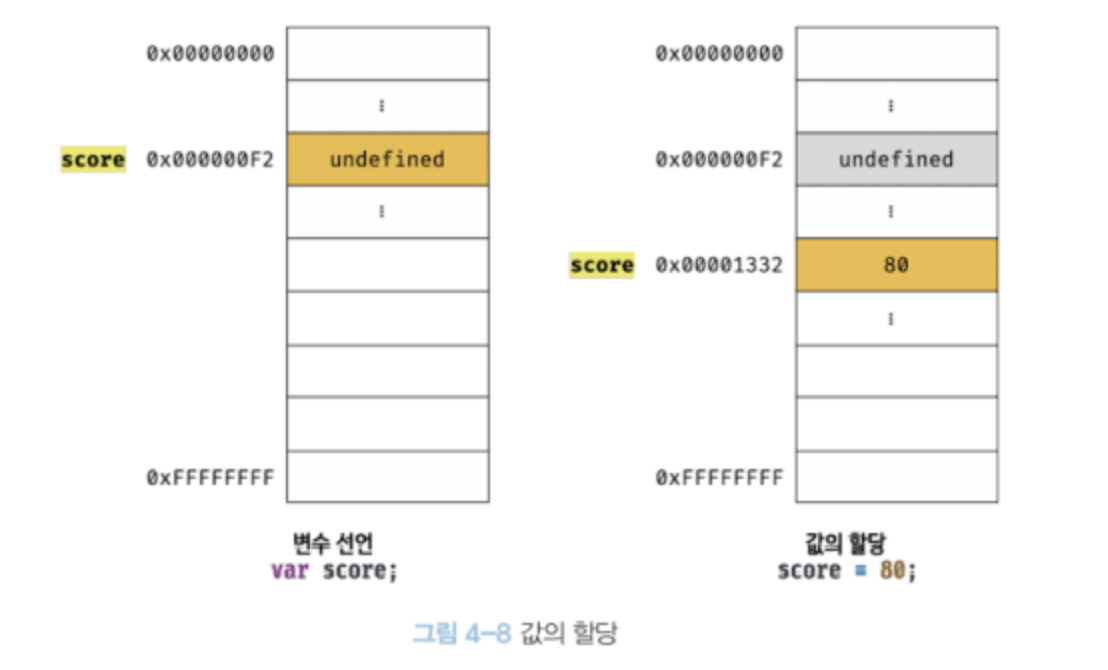 0x00000000
⋮
score 0x000000F2 undefined
⋮
0xFFFFFFFF
변수 선언
var score;
0x00000000
⋮
0x000000F2 undefined
⋮
score 0x00001332 80
⋮
0xFFFFFFFF
값의 할당
score = 80;
그림 4-8 값의 할당